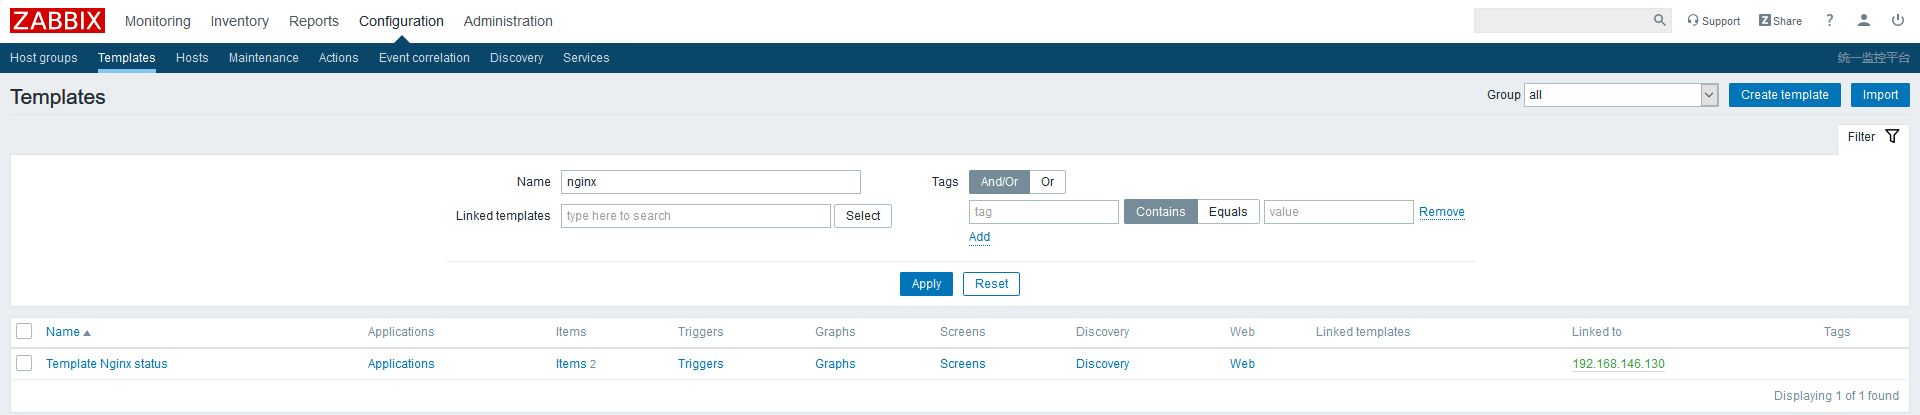 ZABBIX Monitoring Inventory Reports Configuration Administration Support Z Share ?
Host groups Templates Hosts Maintenance Actions Event correlation Discovery Services 统一监控平台
Templates Group all Create template Import
Filter
Name nginx Tags And/Or Or
Linked templates type here to search Select tag Contains Equals value Remove
Add
Apply Reset
Name Applications Items Triggers Graphs Screens Discovery Web Linked templates Linked to Tags
Template Nginx status Applications Items 2 Triggers Graphs Screens Discovery Web 192.168.146.130
Displaying 1 of 1 found